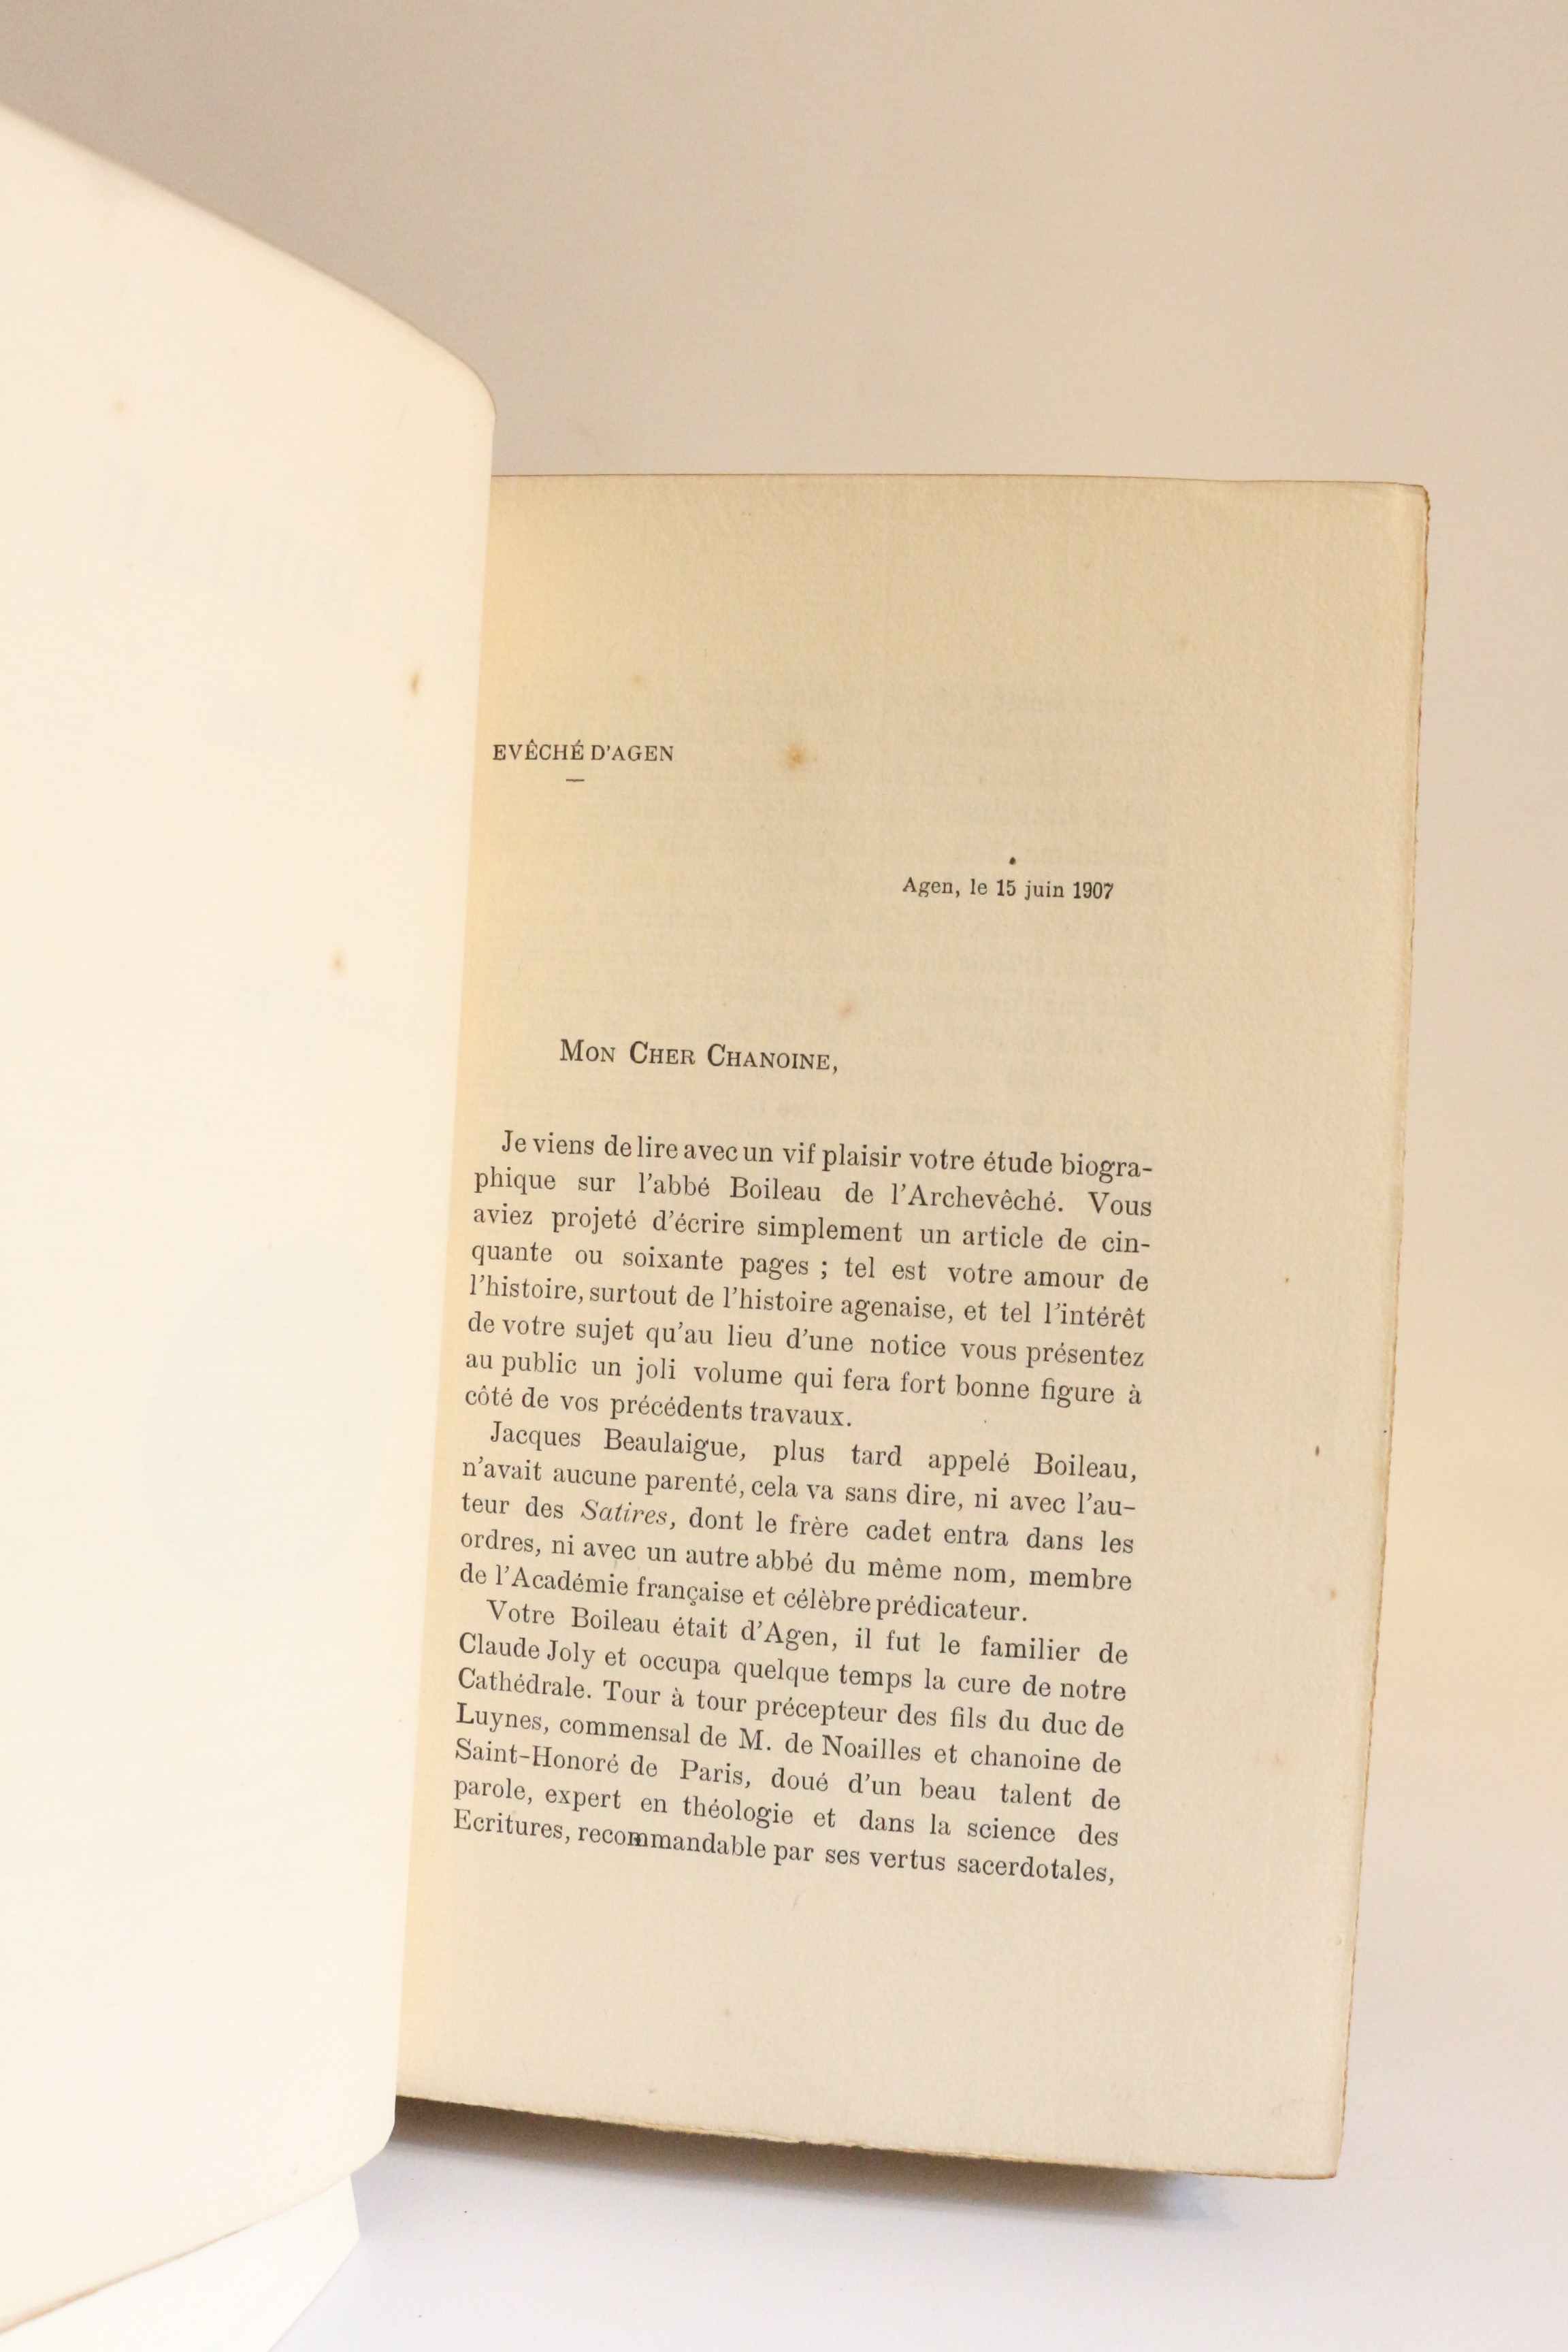 EVÊCHÉ D'AGEN
Agen, le 15 juin 1907
Mon Cher Chanoine,
Je viens de lire avec un vif plaisir votre étude biogra-
phique sur l'abbé Boileau de l'Archevêché. Vous
aviez projeté d'écrire simplement un article de cin-
quante ou soixante pages ; tel est votre amour de
l'histoire, surtout de l'histoire agenaise, et tel l'intérêt
de votre sujet qu'au lieu d'une notice vous présentez
au public un joli volume qui fera fort bonne figure à
côté de vos précédents travaux.
Jacques Beaulaigue, plus tard appelé Boileau,
n'avait aucune parenté, cela va sans dire, ni avec l'au-
teur des Satires, dont le frère cadet entra dans les
ordres, ni avec un autre abbé du même nom, membre
de l'Académie française et célèbre prédicateur.
Votre Boileau était d'Agen, il fut le familier de
Claude Joly et occupa quelque temps la cure de notre
Cathédrale. Tour à tour précepteur des fils du duc de
Luynes, commensal de M. de Noailles et chanoine de
Saint-Honoré de Paris, doué d'un beau talent de
parole, expert en théologie et dans la science des
Ecritures, recommandable par ses vertus sacerdotales,